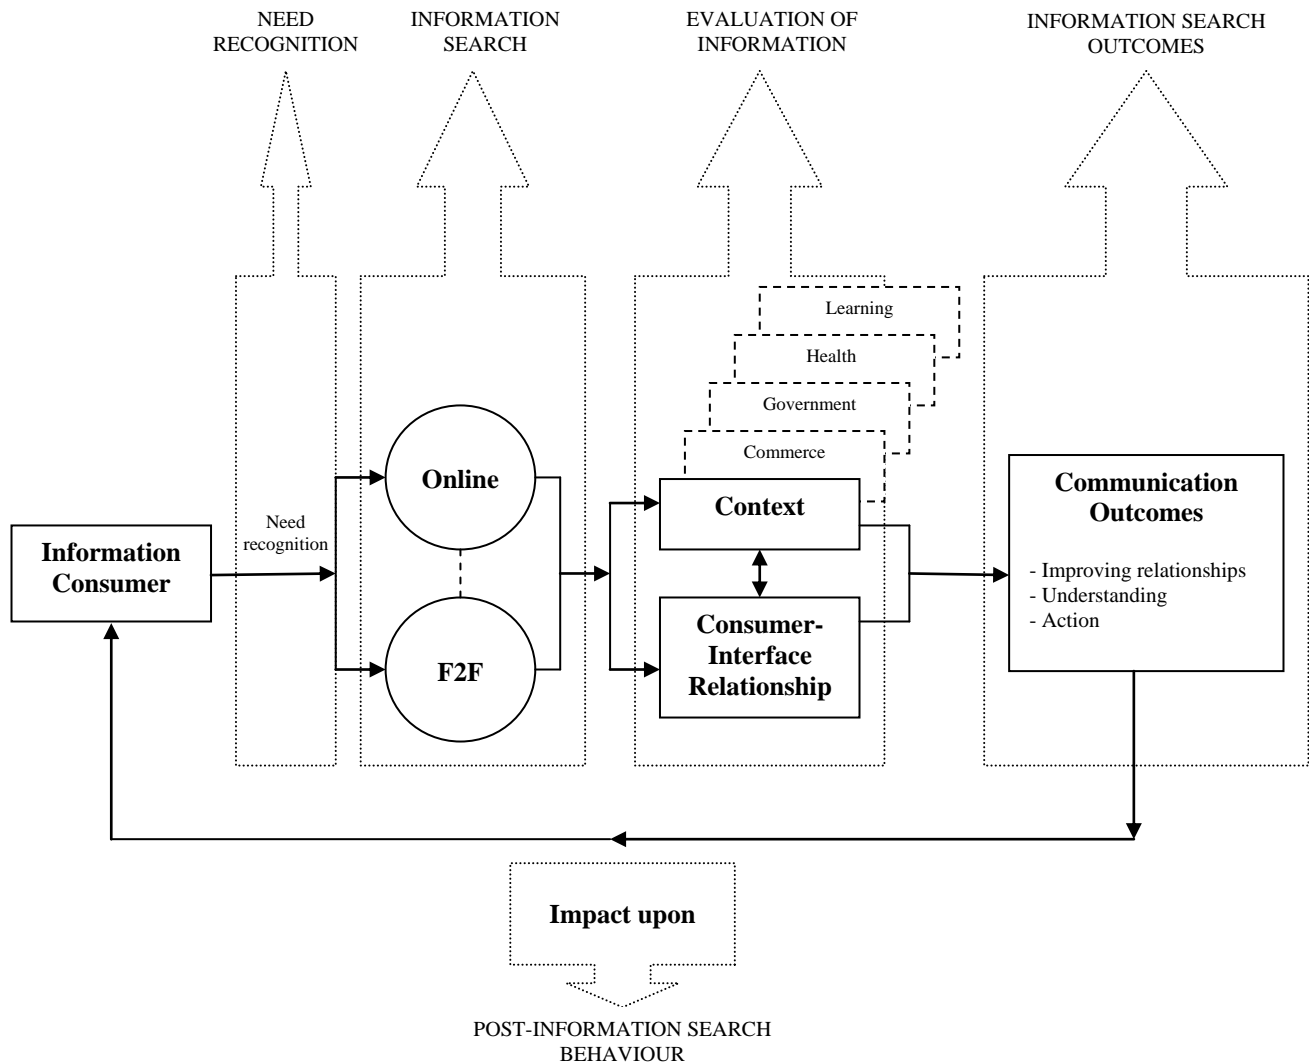 NEED
RECOGNITION
INFORMATION
SEARCH
EVALUATION OF
INFORMATION
INFORMATION SEARCH
OUTCOMES
Learning
Health
Government
Commerce
Online
Context
Communication
Outcomes
Need
recognition
Information
Consumer
- Improving relationships
- Understanding
- Action
F2F
Consumer-
Interface
Relationship
Impact upon
POST-INFORMATION SEARCH
BEHAVIOUR